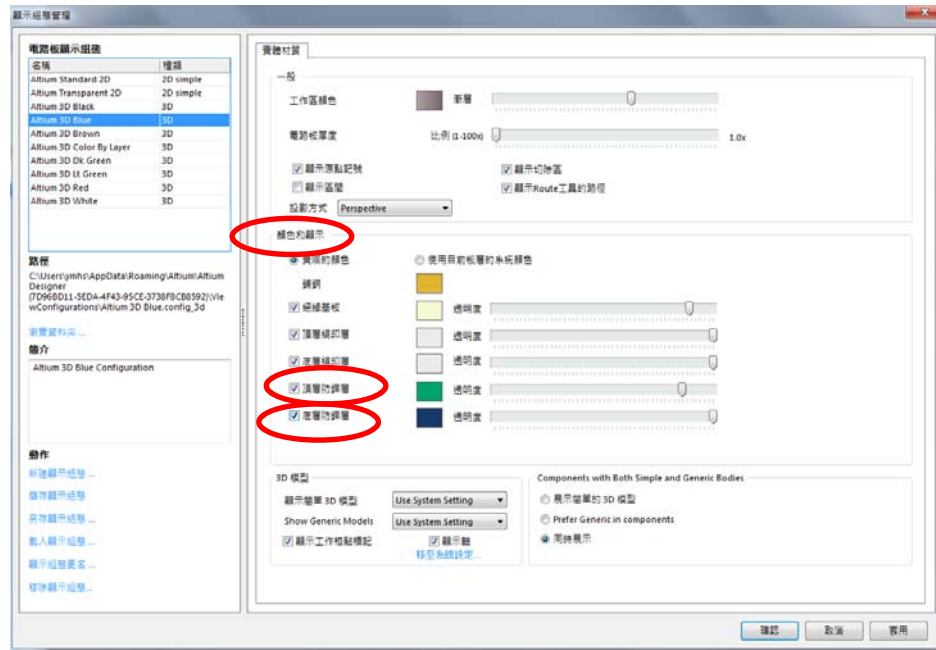 顯示組態管理
電路板顯示組態
名稱 種類
Altium Standard 2D 2D simple
Altium Transparent 2D 2D simple
Altium 3D Black 3D
Altium 3D Blue 3D
Altium 3D Brown 3D
Altium 3D Color By Layer 3D
Altium 3D Dk Green 3D
Altium 3D Lt Green 3D
Altium 3D Red 3D
Altium 3D White 3D
路徑
C:\Users\ymhs\AppData\Roaming\Altium\Altium
Designer
{7D96BD11-5EDA-4F43-95CE-3738F8CB8592}\Vie
wConfigurations\Altium 3D Blue.config_3d
瀏覽資料夾 ...
簡介
Altium 3D Blue Configuration
動作
新建顯示組態 ...
儲存顯示組態
另存顯示組態 ...
載入顯示組態 ...
顯示組態更名 ...
移除顯示組態 ...
實體材質
一般
工作區顏色 漸層
電路板厚度 比例 (1-100x) 1.0x
顯示原點記號 顯示切除區
顯示區間 顯示Route工具的路徑
投影方式 Perspective
顏色和顯示
實際的顏色 使用目前板層的系統顏色
銅箔
絕緣基板 透明度
頂層絹印層 透明度
底層絹印層 透明度
頂層防銲層 透明度
底層防銲層 透明度
3D 模型
顯示簡單 3D 模型 Use System Setting
Show Generic Models Use System Setting
顯示工作格點標記 顯示軸
移至系統設定...
Components with Both Simple and Generic Bodies
展示簡單的 3D 模型
Prefer Generic in components
同時展示
確認 取消 套用